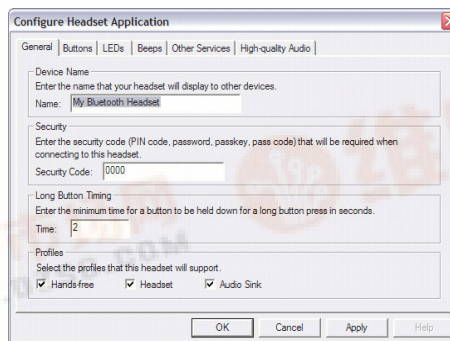 Configure Headset Application
General Buttons LEDs Beeps Other Services High-quality Audio
Device Name
Enter the name that your headset will display to other devices.
Name: My Bluetooth Headset
Security
Enter the security code (PIN code, password, passkey, pass code) that will be required when
connecting to this headset.
Security Code: 0000
Long Button Timing
Enter the minimum time for a button to be held down for a long button press in seconds.
Time: 2
Profiles
Select the profiles that this headset will support.
Hands-free Headset Audio Sink
OK Cancel Apply Help